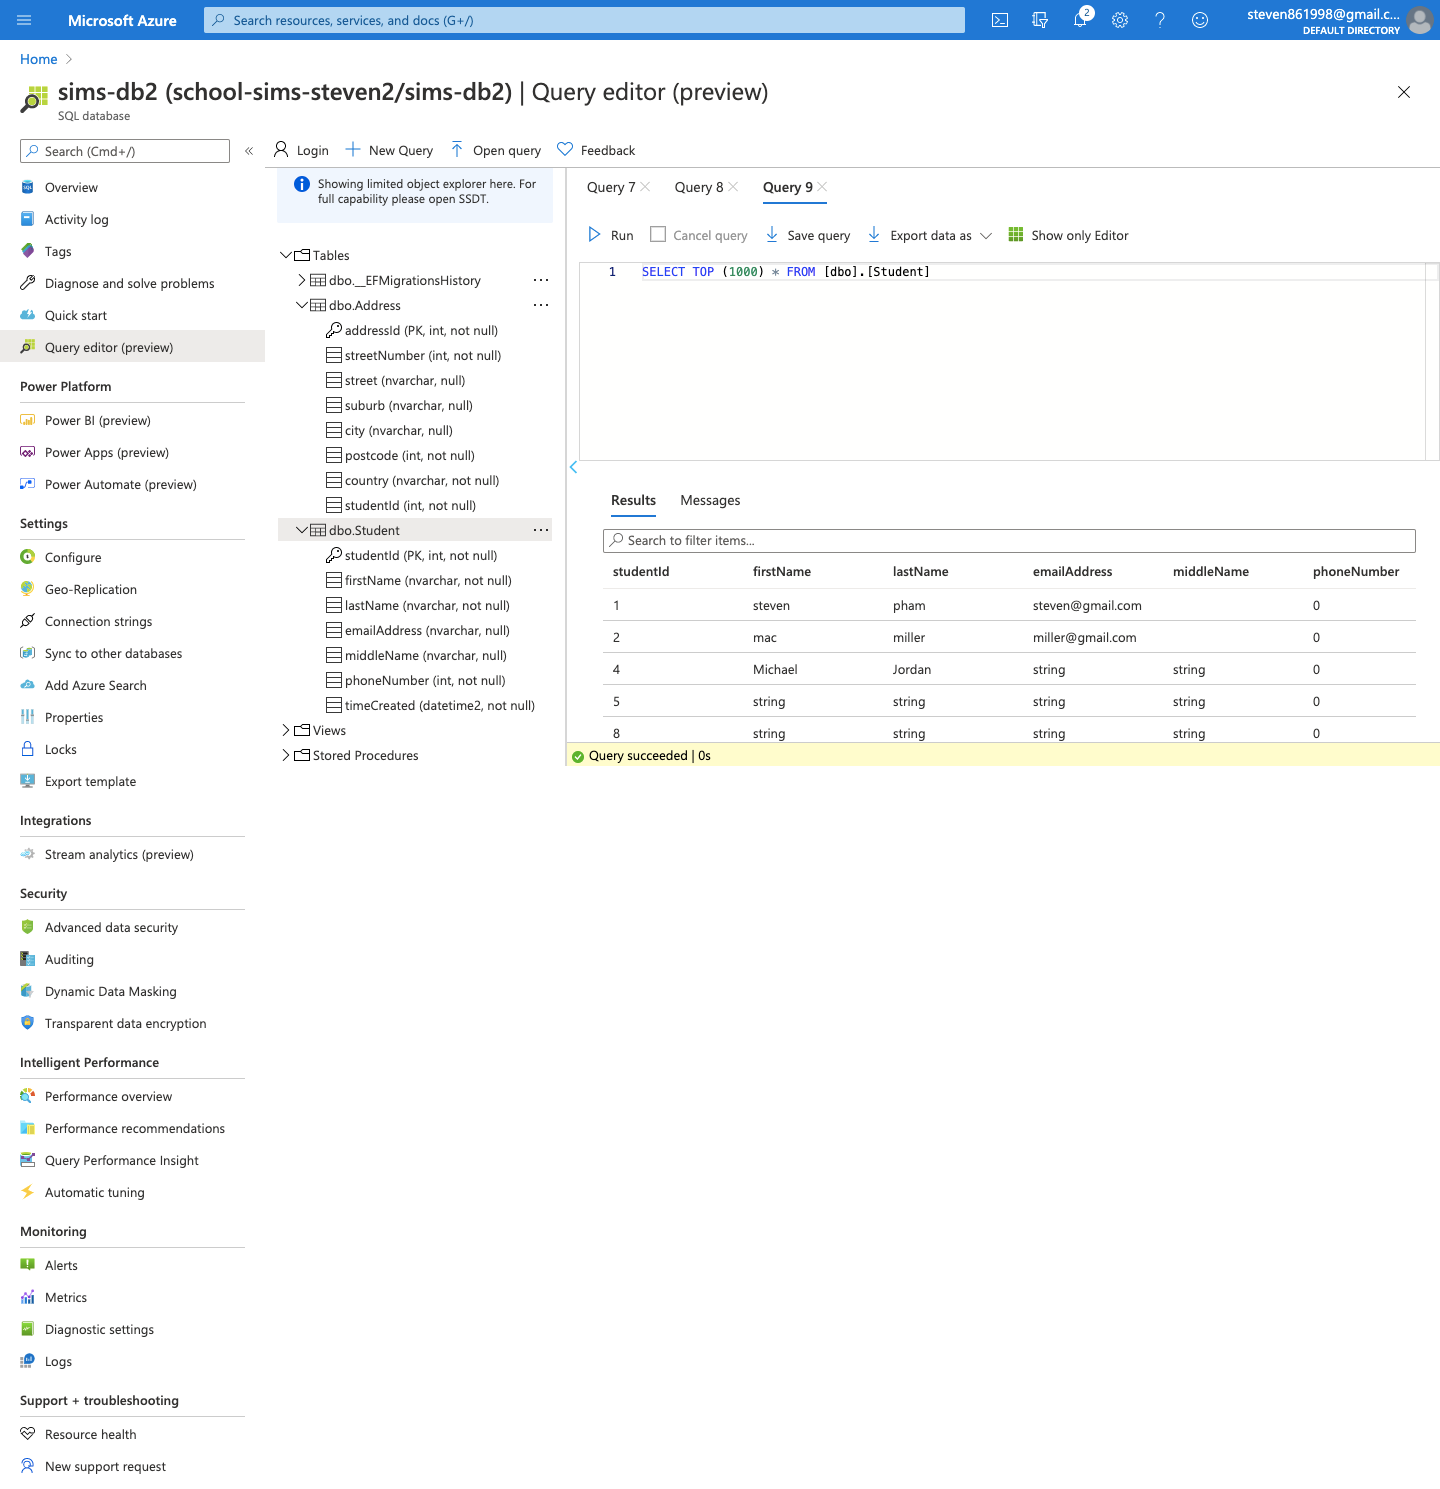 Microsoft Azure
Search resources, services, and docs (G+/)
2
steven861998@gmail.c...
DEFAULT DIRECTORY
Home
sims-db2 (school-sims-steven2/sims-db2) | Query editor (preview)
SQL database
Search (Cmd+/)
«
Login
New Query
Open query
Feedback
Overview
Activity log
Tags
Diagnose and solve problems
Quick start
Query editor (preview)
Power Platform
Power BI (preview)
Power Apps (preview)
Power Automate (preview)
Settings
Configure
Geo-Replication
Connection strings
Sync to other databases
Add Azure Search
Properties
Locks
Export template
Integrations
Stream analytics (preview)
Security
Advanced data security
Auditing
Dynamic Data Masking
Transparent data encryption
Intelligent Performance
Performance overview
Performance recommendations
Query Performance Insight
Automatic tuning
Monitoring
Alerts
Metrics
Diagnostic settings
Logs
Support + troubleshooting
Resource health
New support request
Showing limited object explorer here. For
full capability please open SSDT.
Tables
dbo.__EFMigrationsHistory ...
dbo.Address ...
addressId (PK, int, not null)
streetNumber (int, not null)
street (nvarchar, null)
suburb (nvarchar, null)
city (nvarchar, null)
postcode (int, not null)
country (nvarchar, not null)
studentId (int, not null)
dbo.Student ...
studentId (PK, int, not null)
firstName (nvarchar, not null)
lastName (nvarchar, not null)
emailAddress (nvarchar, null)
middleName (nvarchar, null)
phoneNumber (int, not null)
timeCreated (datetime2, not null)
Views
Stored Procedures
Query 7
Query 8
Query 9
Run
Cancel query
Save query
Export data as
Show only Editor
1 SELECT TOP (1000) * FROM [dbo].[Student]
Results
Messages
Search to filter items...
studentId firstName lastName emailAddress middleName phoneNumber
1 steven pham steven@gmail.com 0
2 mac miller miller@gmail.com 0
4 Michael Jordan string string 0
5 string string string string 0
8 string string string string 0
Query succeeded | 0s